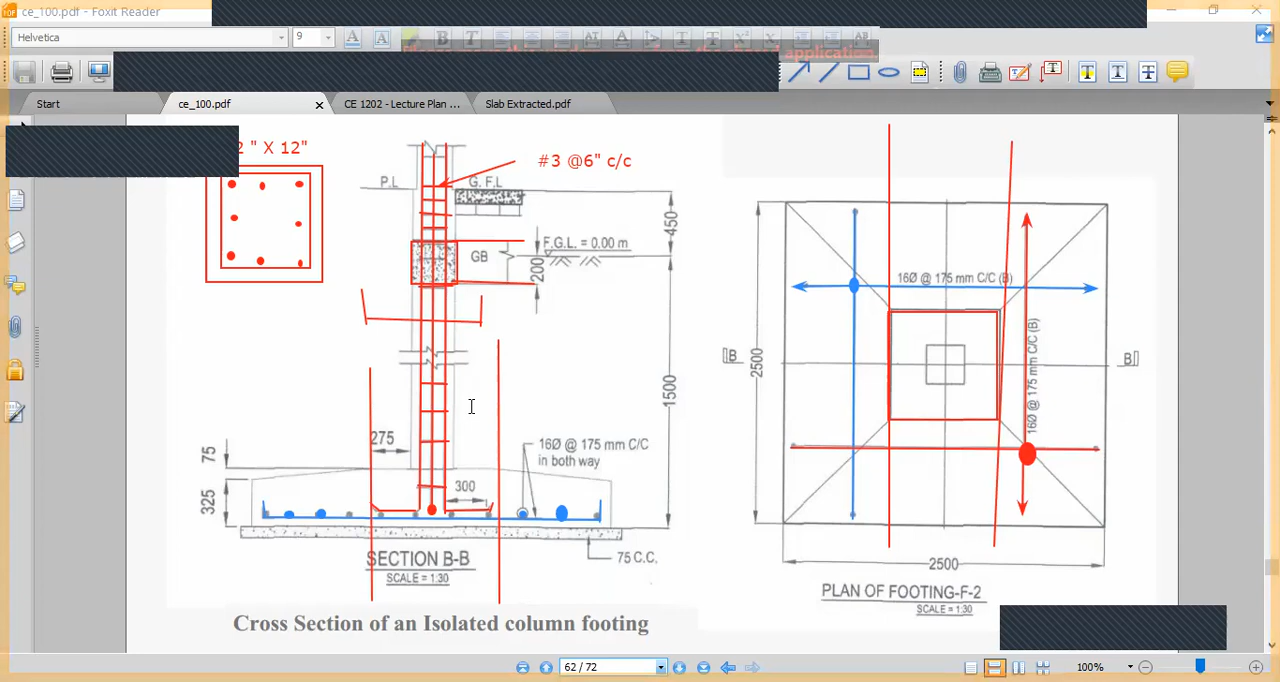 ce_100.pdf - Foxit Reader
Helvetica
9
Start
ce_100.pdf
CE 1202 - Lecture Plan ...
Slab Extracted.pdf
2 " X 12"
#3 @6" c/c
P.L
G. F.L
450
F.G.L. = 0.00 m
GB
200
1500
275
75
325
300
16Ø @ 175 mm C/C
in both way
75 C.C.
SECTION B-B
SCALE = 1:30
Cross Section of an Isolated column footing
16Ø @ 175 mm C/C (B)
16Ø @ 175 mm C/C (B)
B
B
2500
2500
PLAN OF FOOTING-F-2
SCALE =1:30
62 / 72
100%